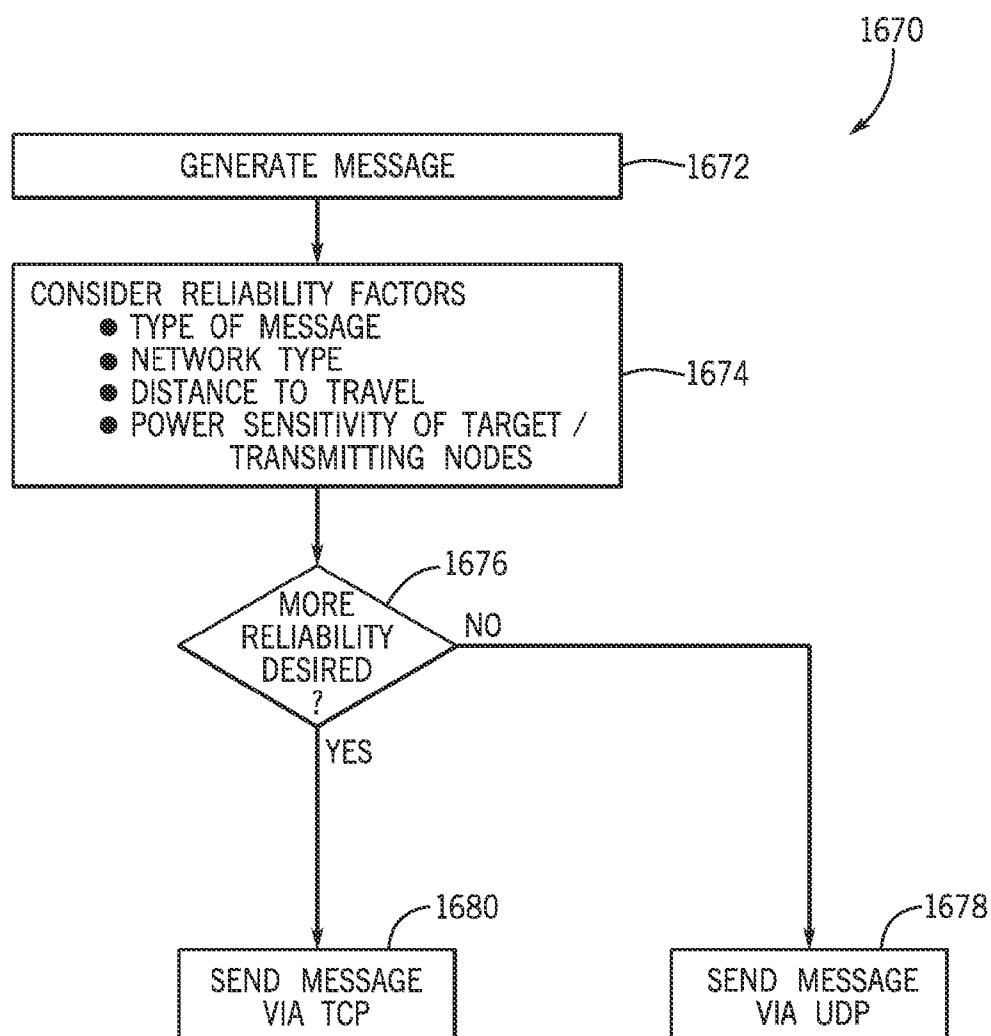 1670
GENERATE MESSAGE
1672
CONSIDER RELIABILITY FACTORS
● TYPE OF MESSAGE
● NETWORK TYPE
● DISTANCE TO TRAVEL
● POWER SENSITIVITY OF TARGET /
TRANSMITTING NODES
1674
1676
MORE
RELIABILITY
DESIRED
?
NO
YES
1680
SEND MESSAGE
VIA TCP
1678
SEND MESSAGE
VIA UDP